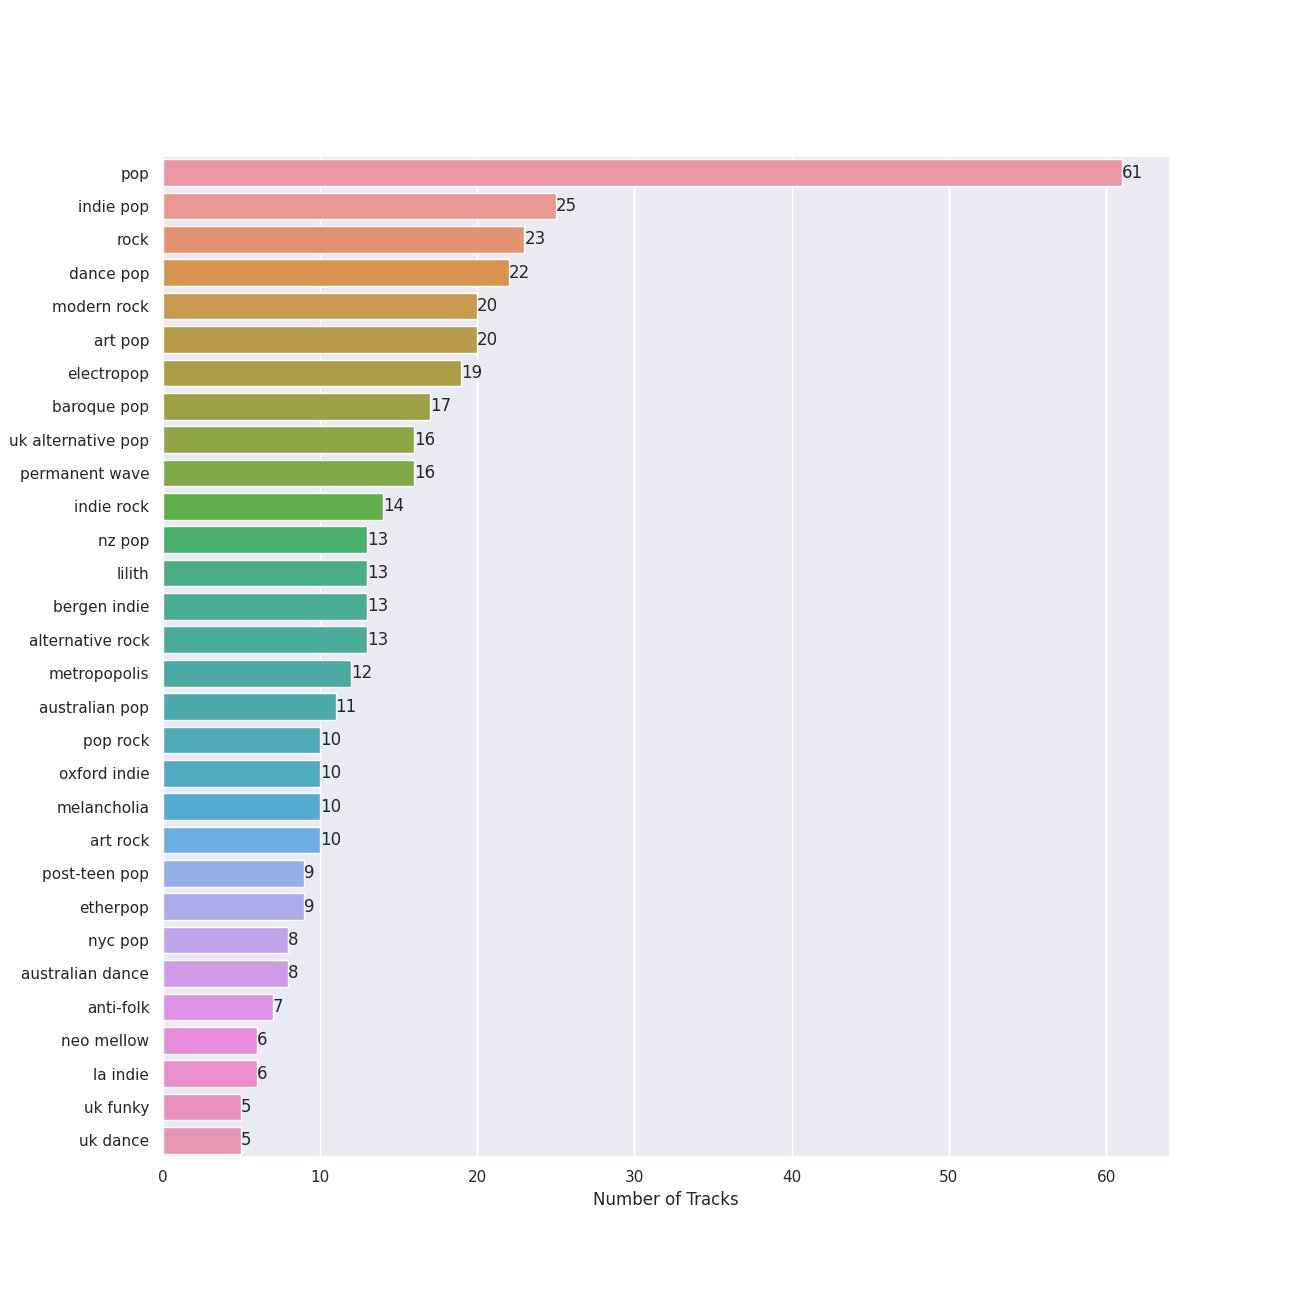 pop 61
indie pop 25
rock 23
dance pop 22
modern rock 20
art pop 20
electropop 19
baroque pop 17
uk alternative pop 16
permanent wave 16
indie rock 14
nz pop 13
lilith 13
bergen indie 13
alternative rock 13
metropopolis 12
australian pop 11
pop rock 10
oxford indie 10
melancholia 10
art rock 10
post-teen pop 9
etherpop 9
nyc pop 8
australian dance 8
anti-folk 7
neo mellow 6
la indie 6
uk funky 5
uk dance 5
0 10 20 30 40 50 60
Number of Tracks